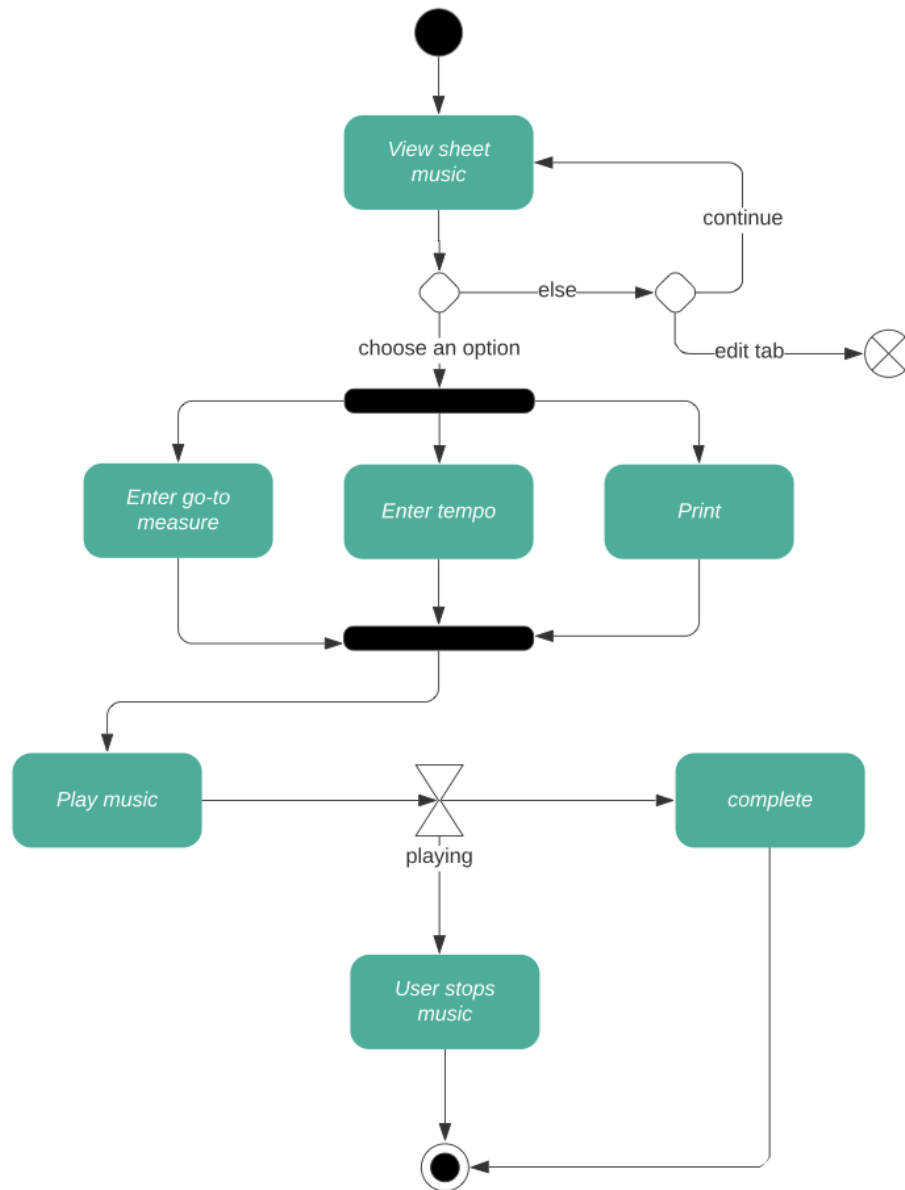 View sheet
music
continue
else
choose an option
edit tab
Enter go-to
measure
Enter tempo
Print
Play music
playing
complete
User stops
music